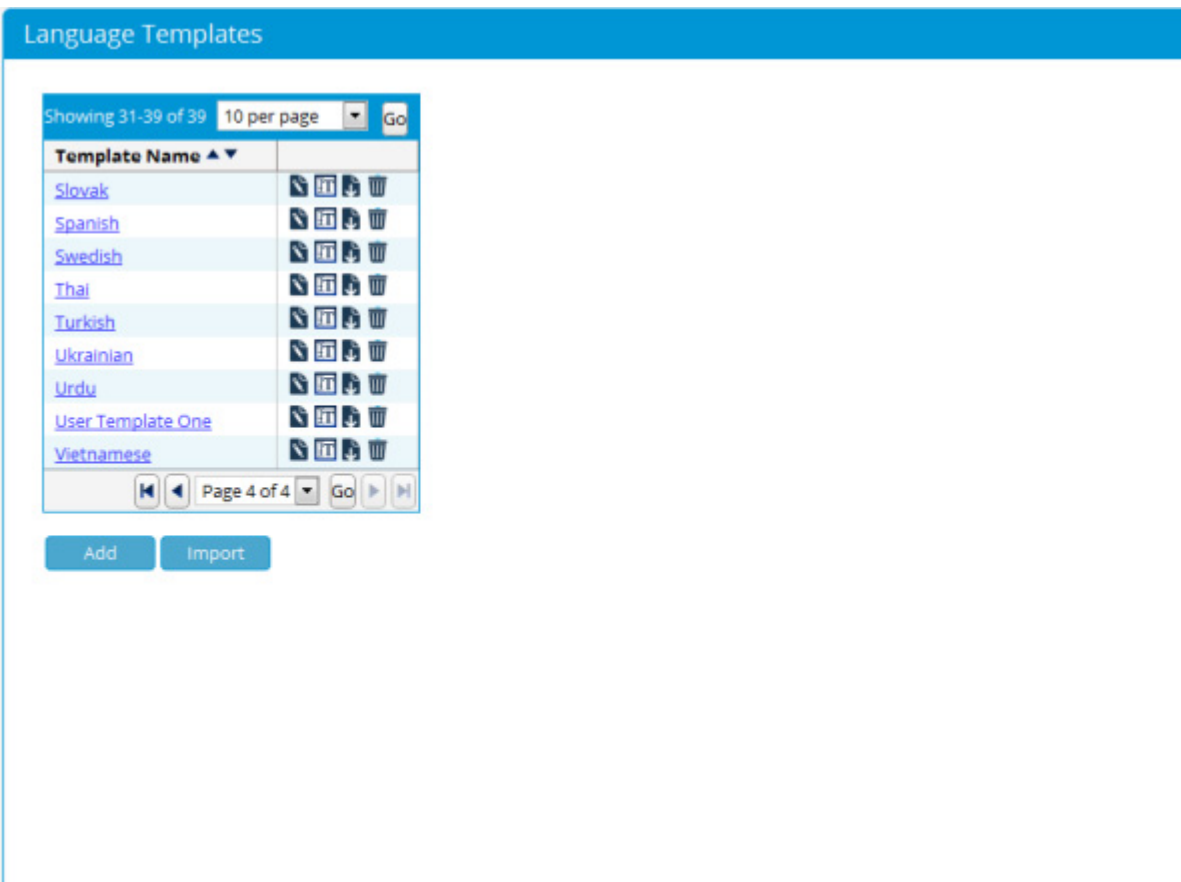 Language Templates
Showing 31-39 of 39 10 per page Go
Template Name
Slovak
Spanish
Swedish
Thai
Turkish
Ukrainian
Urdu
User Template One
Vietnamese
Page 4 of 4 Go
Add Import